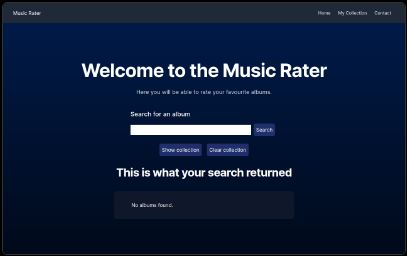 Music Rater
Home My Collection Contact
Welcome to the Music Rater
Here you will be able to rate your favourite albums.
Search for an album
Search
Show collection Clear collection
This is what your search returned
No albums found.